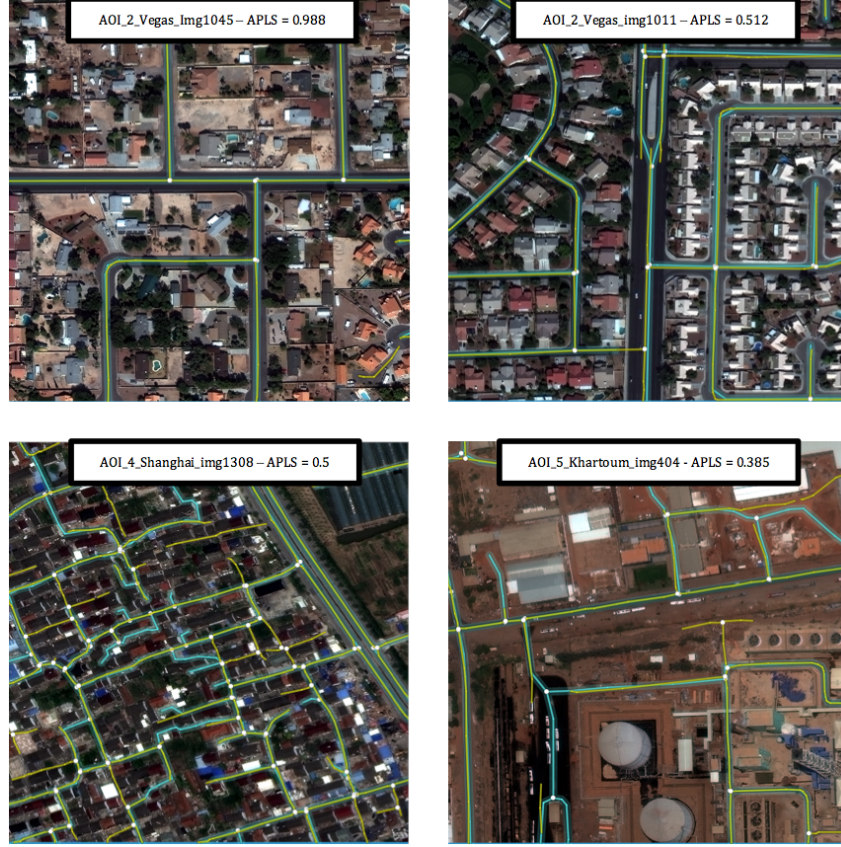 AOI_2_Vegas_Img1045 – APLS = 0.988
AOI_2_Vegas_img1011 – APLS = 0.512
AOI_4_Shanghai_img1308 – APLS = 0.5
AOI_5_Khartoum_img404 - APLS = 0.385